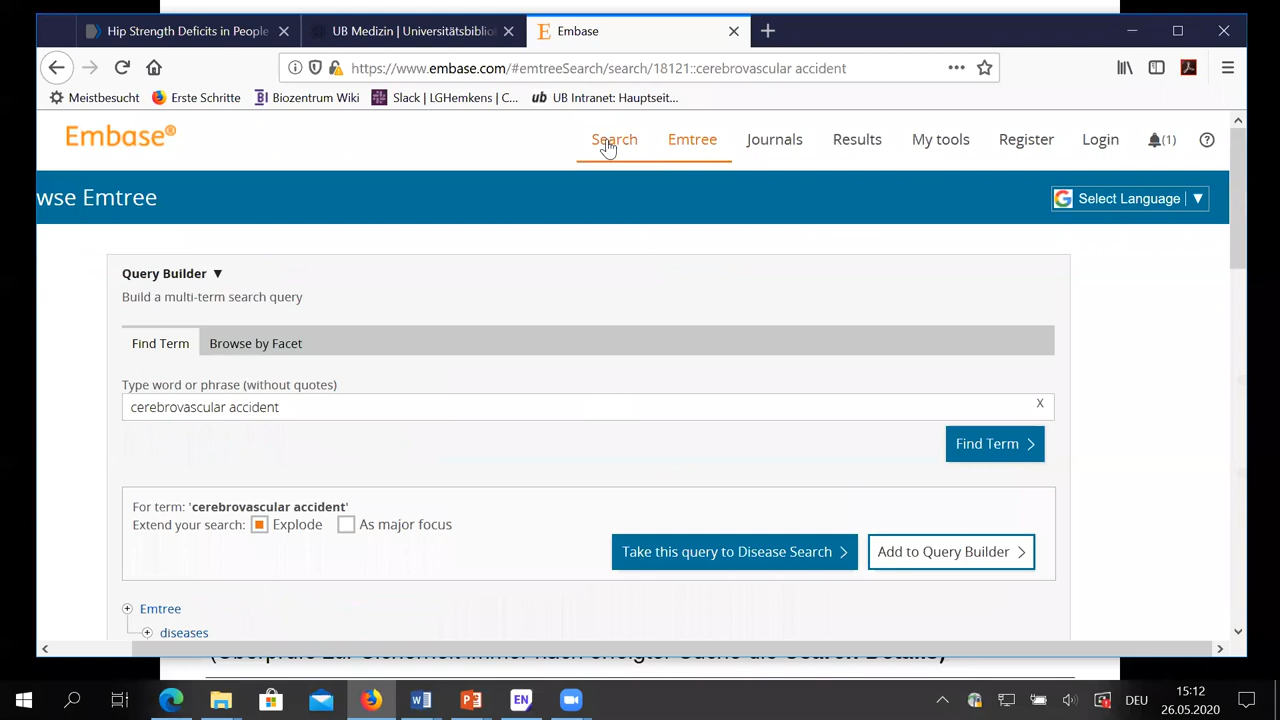 Hip Strength Deficits in People
UB Medizin | Universitätsbiblio
Embase
https://www.embase.com/#emtreeSearch/search/18121::cerebrovascular accident
Meistbesucht
Erste Schritte
Biozentrum Wiki
Slack | LGHemkens | C...
UB Intranet: Hauptseit...
Embase®
Search
Emtree
Journals
Results
My tools
Register
Login
(1)
wse Emtree
Select Language
Query Builder
Build a multi-term search query
Find Term
Browse by Facet
Type word or phrase (without quotes)
cerebrovascular accident
X
Find Term
For term: 'cerebrovascular accident'
Extend your search: Explode As major focus
Take this query to Disease Search
Add to Query Builder
Emtree
diseases
DEU
15:12
26.05.2020